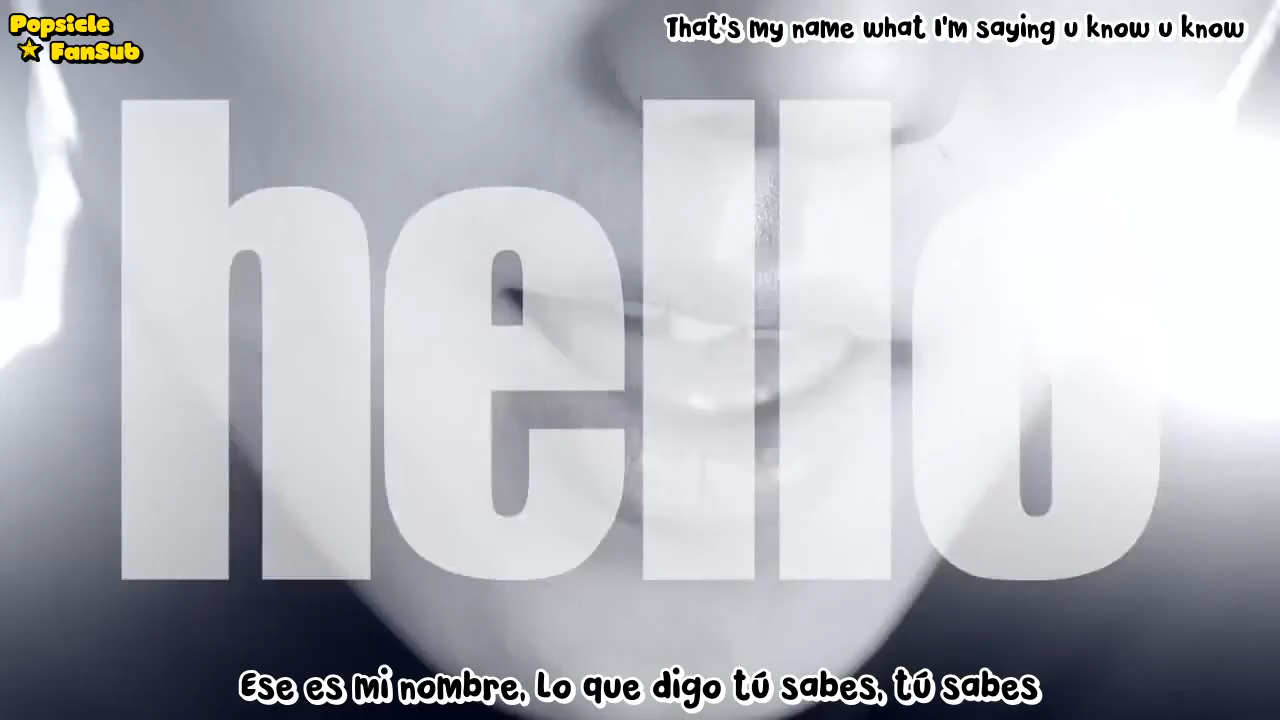 Popsicle
★ FanSub
That's my name what I'm saying u know u know
hello
Ese es mi nombre, Lo que digo tú sabes, tú sabes